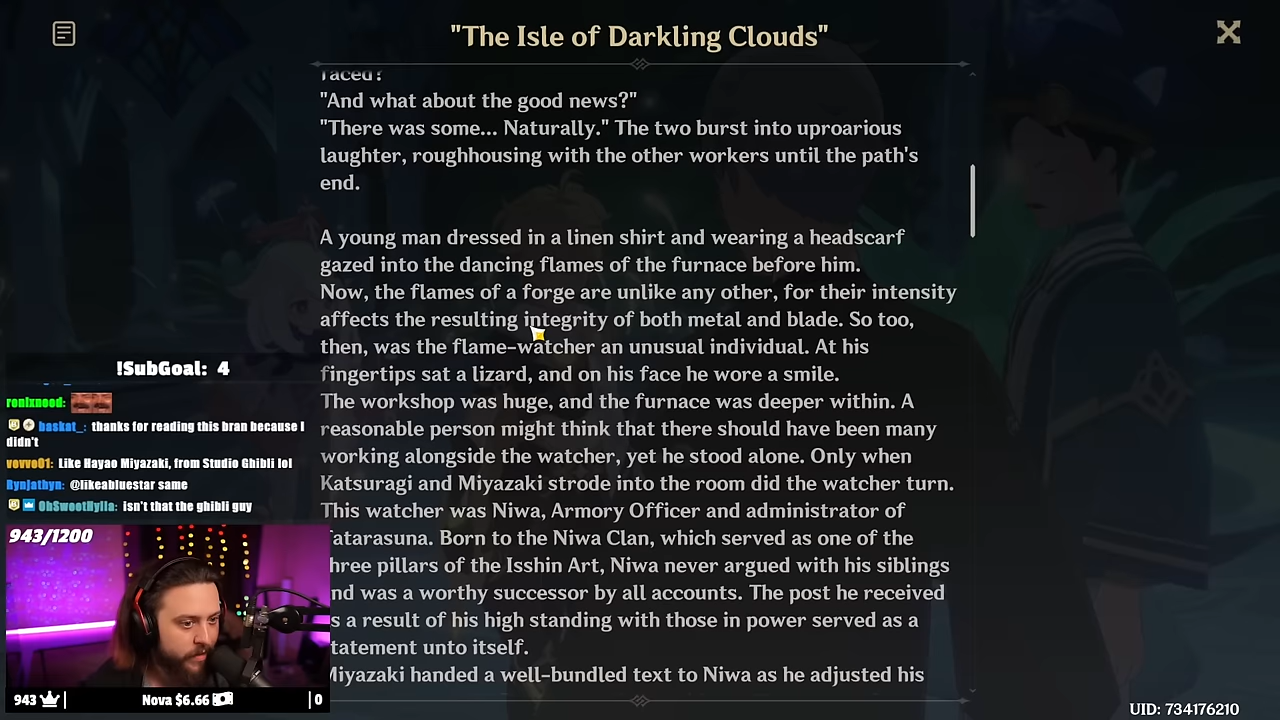 "The Isle of Darkling Clouds"
faced?
"And what about the good news?"
"There was some... Naturally." The two burst into uproarious
laughter, roughhousing with the other workers until the path's
end.
A young man dressed in a linen shirt and wearing a headscarf
gazed into the dancing flames of the furnace before him.
Now, the flames of a forge are unlike any other, for their intensity
affects the resulting integrity of both metal and blade. So too,
then, was the flame-watcher an unusual individual. At his
fingertips sat a lizard, and on his face he wore a smile.
The workshop was huge, and the furnace was deeper within. A
reasonable person might think that there should have been many
working alongside the watcher, yet he stood alone. Only when
Katsuragi and Miyazaki strode into the room did the watcher turn.
This watcher was Niwa, Armory Officer and administrator of
Tatarasuna. Born to the Niwa Clan, which served as one of the
three pillars of the Isshin Art, Niwa never argued with his siblings
and was a worthy successor by all accounts. The post he received
as a result of his high standing with those in power served as a
statement unto itself.
Miyazaki handed a well-bundled text to Niwa as he adjusted his
!SubGoal: 4
ronixnood:
baskat_: thanks for reading this bran because I
didn't
vovvo01: Like Hayao Miyazaki, from Studio Ghibli lol
Rynjathyn: @likeabluestar same
OhSweetHylia: isn't that the ghibli guy
943/1200
943
Nova $6.66
0
UID: 734176210